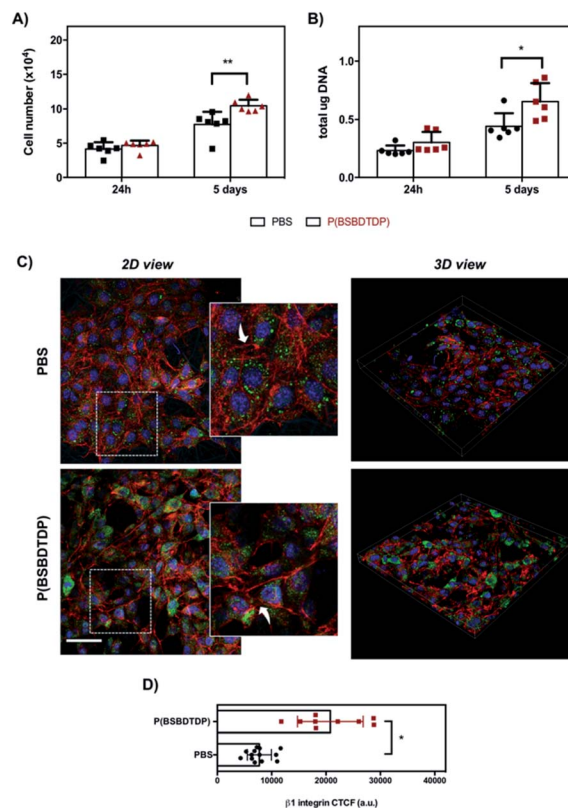 A)
Cell number (x10⁴)
20
15
10
5
0
**
24h
5 days
B)
total ug DNA
1.0
0.5
0.0
*
24h
5 days
PBS
P(BSBDTDP)
C)
2D view
3D view
PBS
P(BSBDTDP)
D)
P(BSBDTDP)
PBS
*
0
10000
20000
30000
40000
β1 integrin CTCF (a.u.)